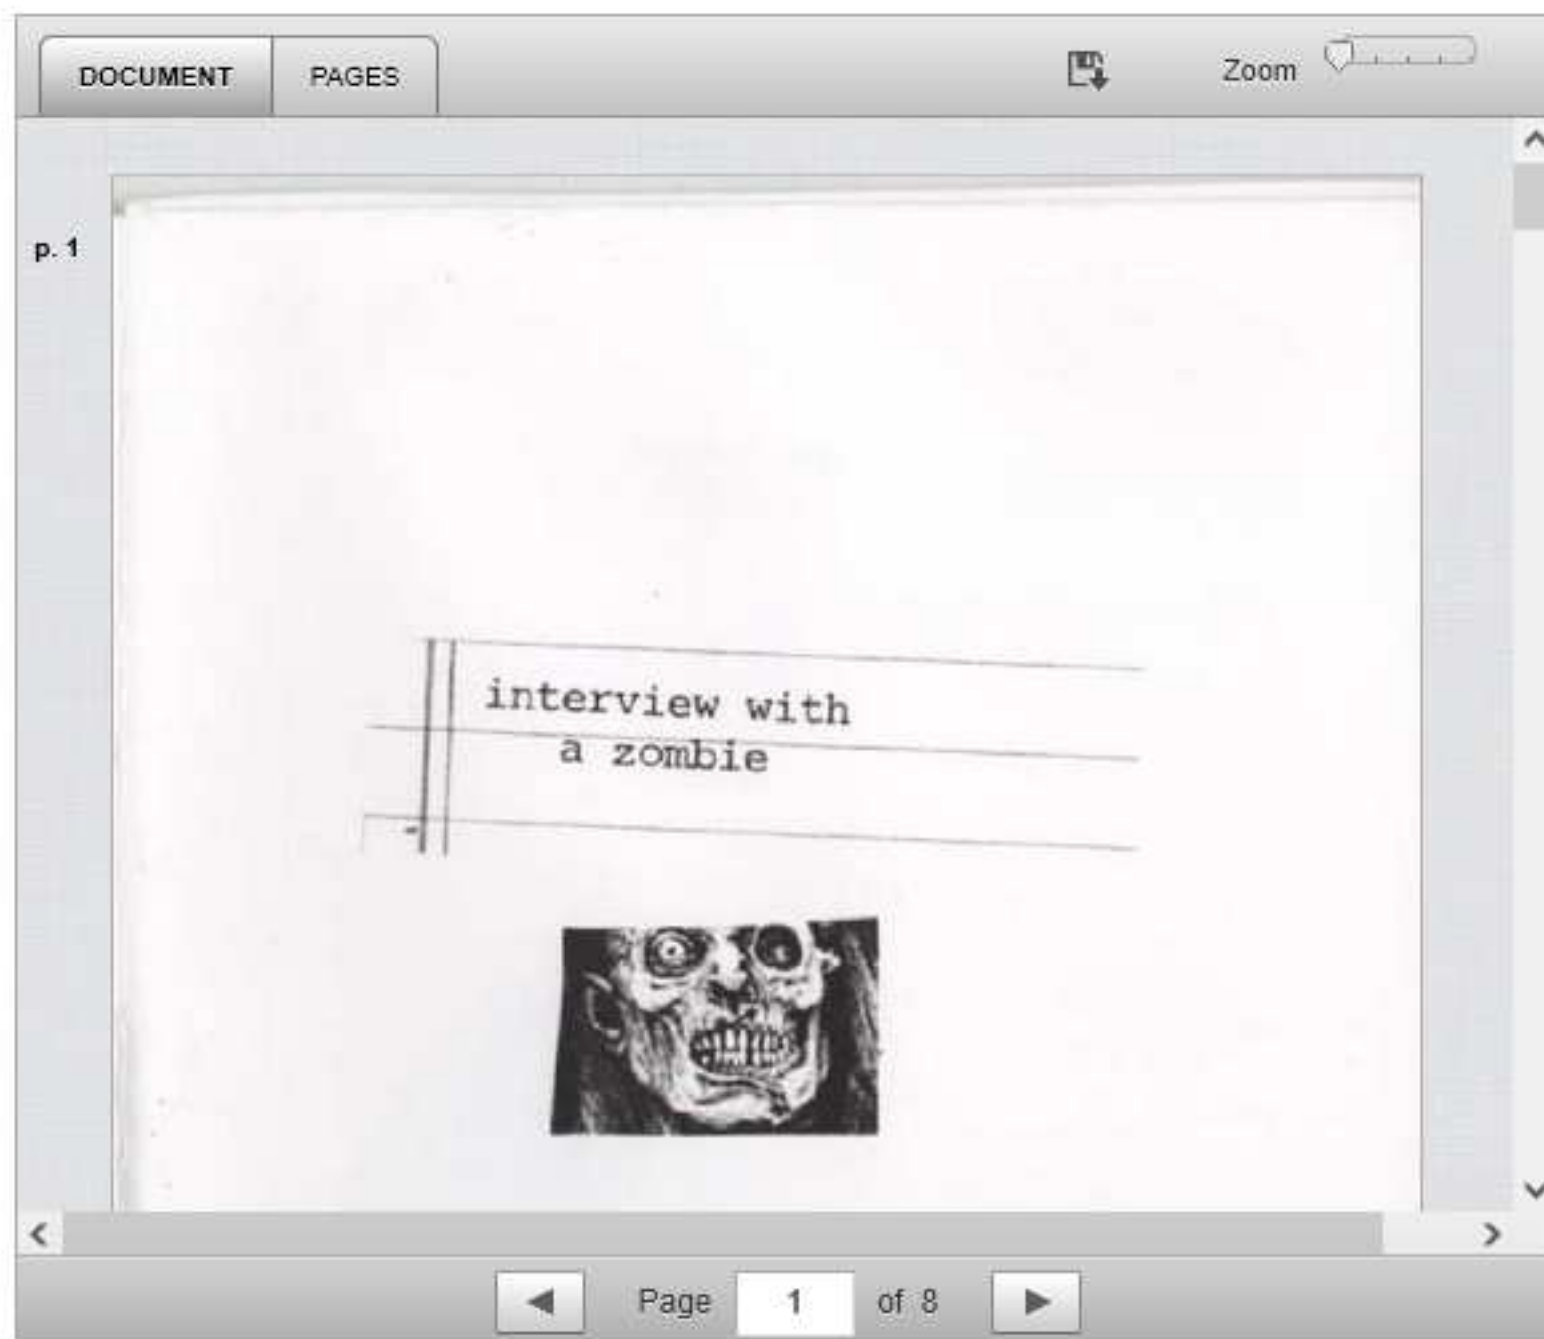 DOCUMENT PAGES Zoom
p. 1
interview with
a zombie
Page 1 of 8